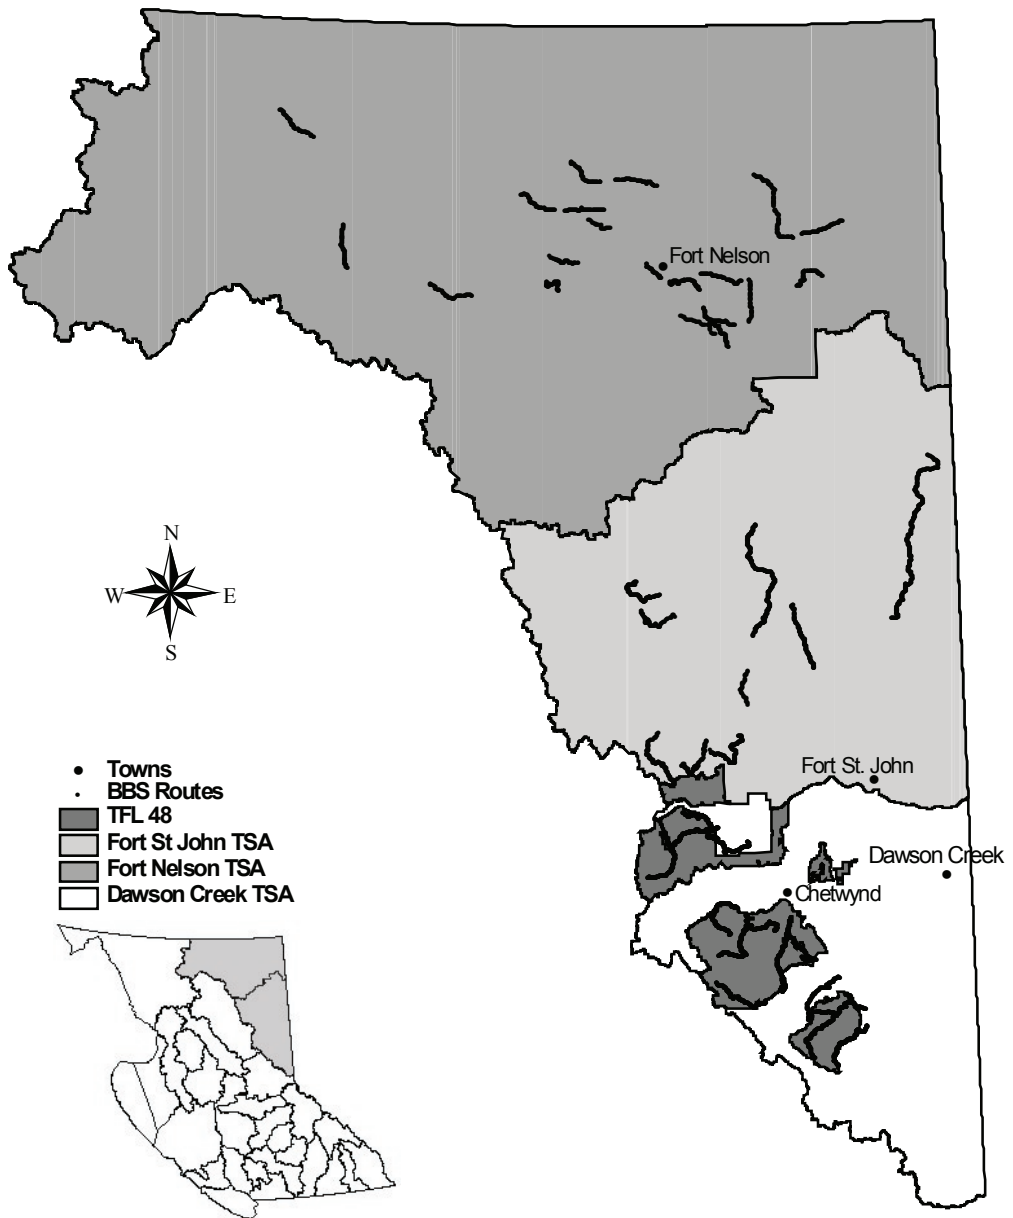 Fort Nelson
N
W
E
S
Towns
BBS Routes
TFL 48
Fort St John TSA
Fort Nelson TSA
Dawson Creek TSA
Fort St. John
Dawson Creek
Chetwynd